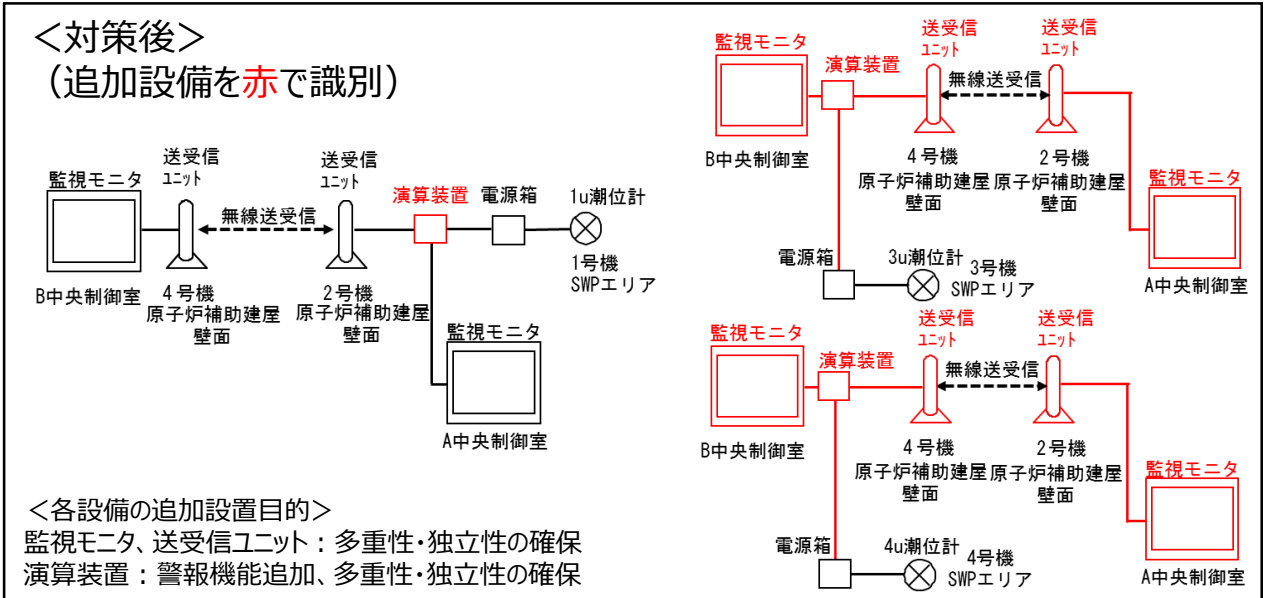 ＜対策後＞
（追加設備を赤で識別）
監視モニタ
送受信
ユニット
無線送受信
送受信
ユニット
演算装置
電源箱
1u潮位計
B中央制御室
4号機
原子炉補助建屋
壁面
2号機
原子炉補助建屋
壁面
1号機
SWPエリア
監視モニタ
A中央制御室
監視モニタ
演算装置
送受信
ユニット
無線送受信
送受信
ユニット
B中央制御室
4号機
原子炉補助建屋
壁面
2号機
原子炉補助建屋
壁面
監視モニタ
A中央制御室
電源箱
3u潮位計
3号機
SWPエリア
監視モニタ
演算装置
送受信
ユニット
無線送受信
送受信
ユニット
B中央制御室
4号機
原子炉補助建屋
壁面
2号機
原子炉補助建屋
壁面
監視モニタ
A中央制御室
電源箱
4u潮位計
4号機
SWPエリア
＜各設備の追加設置目的＞
監視モニタ、送受信ユニット：多重性・独立性の確保
演算装置：警報機能追加、多重性・独立性の確保